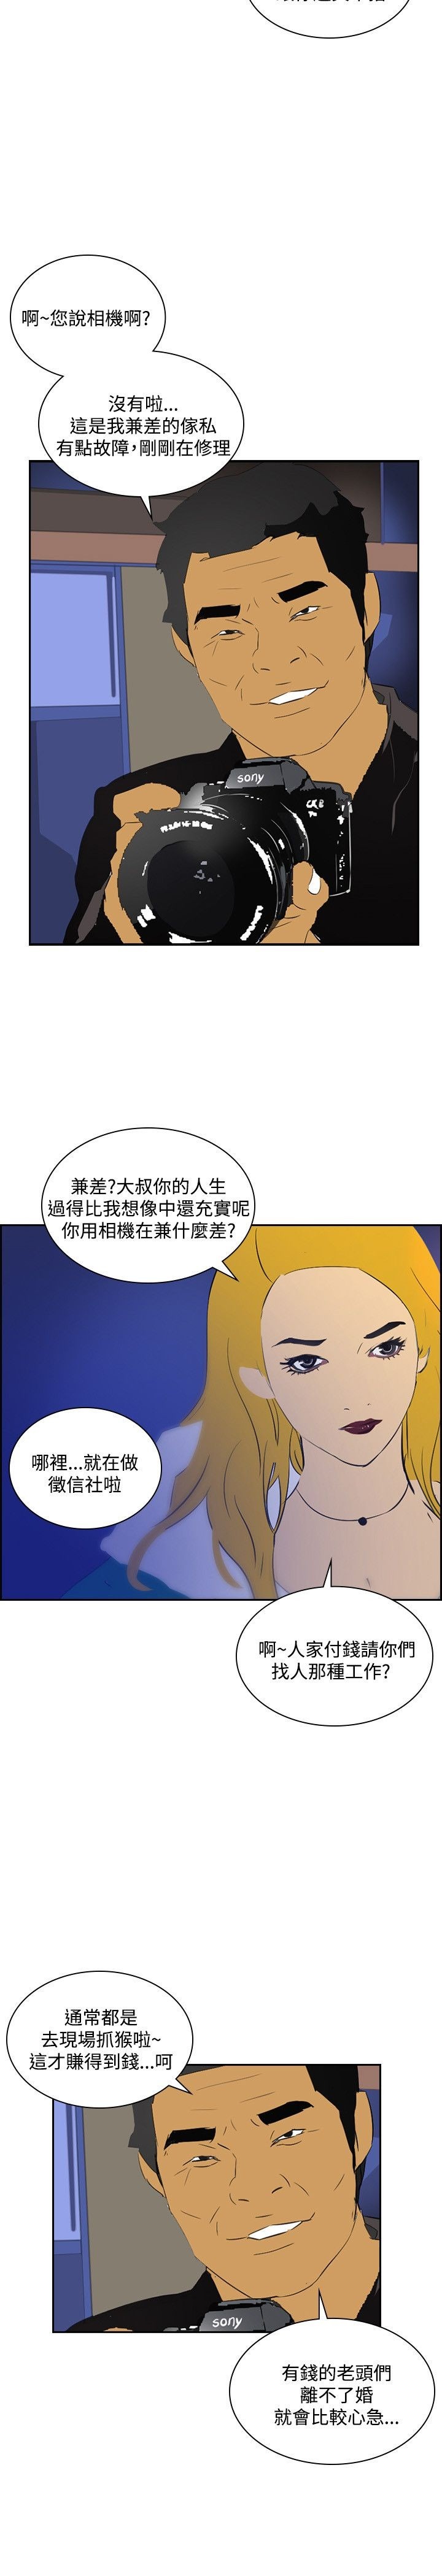 啊~您說相機啊?
沒有啦...
這是我兼差的傢私
有點故障,剛剛在修理
sony
兼差?大叔你的人生
過得比我想像中還充實呢
你用相機在兼什麼差?
哪裡...就在做
徵信社啦
啊~人家付錢請你們
找人那種工作?
通常都是
去現場抓猴啦~
這才賺得到錢...呵
sony
有錢的老頭們
離不了婚
就會比較心急...